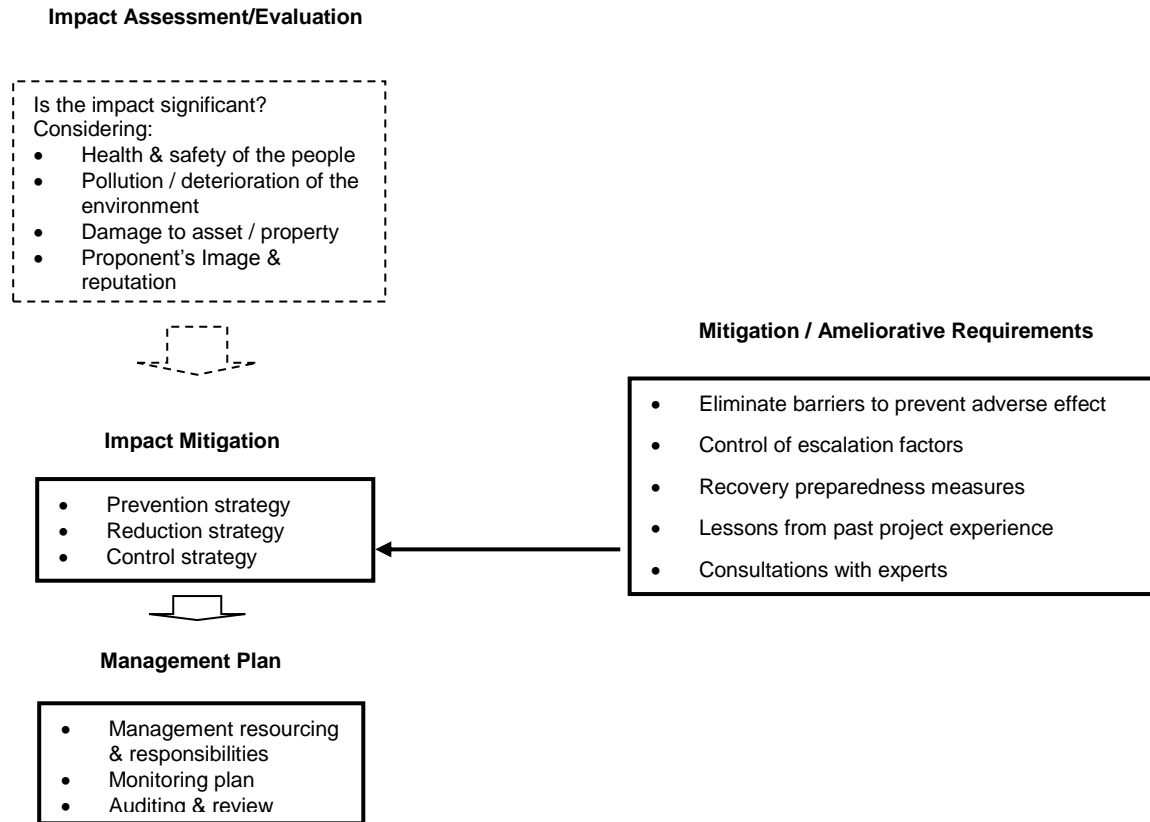 Impact Assessment/Evaluation
Is the impact significant?
Considering:
• Health & safety of the people
• Pollution / deterioration of the
environment
• Damage to asset / property
• Proponent's Image &
reputation
Mitigation / Ameliorative Requirements
• Eliminate barriers to prevent adverse effect
• Control of escalation factors
• Recovery preparedness measures
• Lessons from past project experience
• Consultations with experts
Impact Mitigation
• Prevention strategy
• Reduction strategy
• Control strategy
Management Plan
• Management resourcing
& responsibilities
• Monitoring plan
• Auditing & review